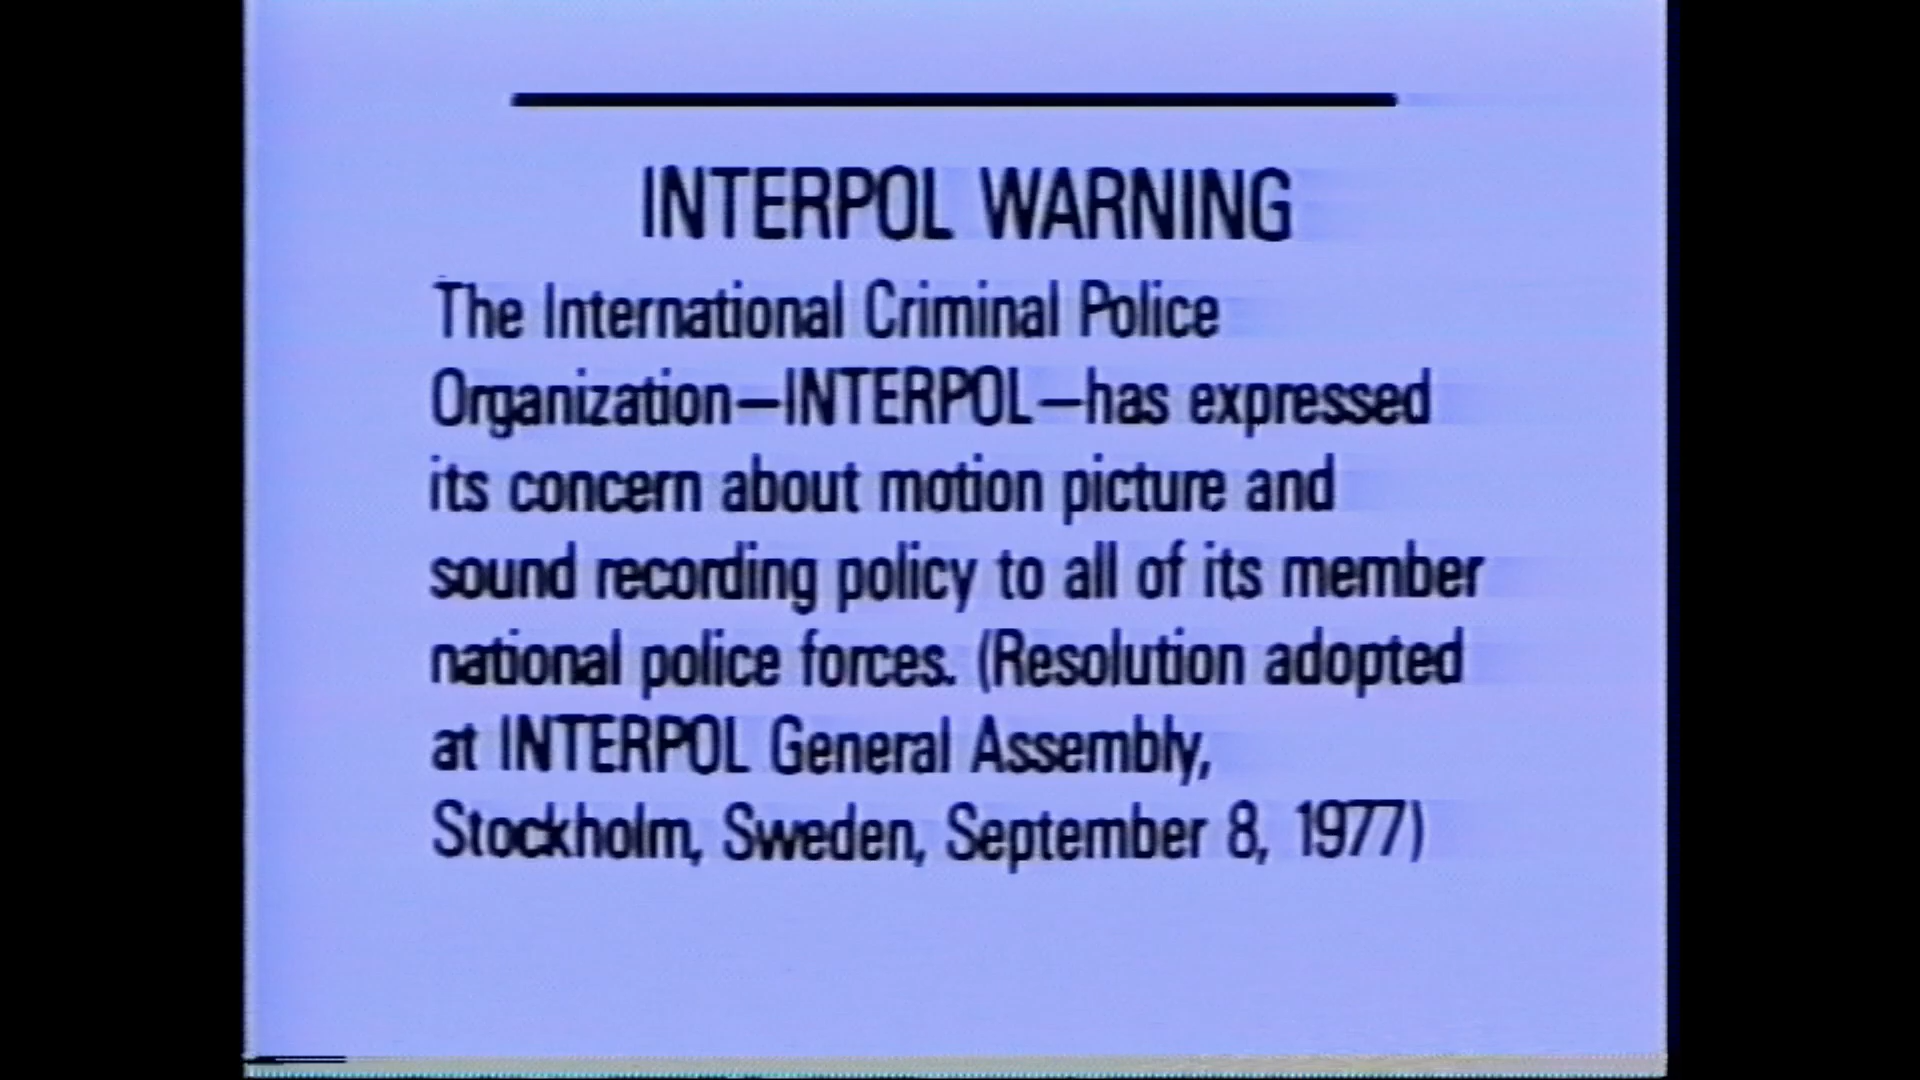 INTERPOL WARNING
The International Criminal Police
Organization—INTERPOL—has expressed
its concern about motion picture and
sound recording policy to all of its member
national police forces. (Resolution adopted
at INTERPOL General Assembly,
Stockholm, Sweden, September 8, 1977)